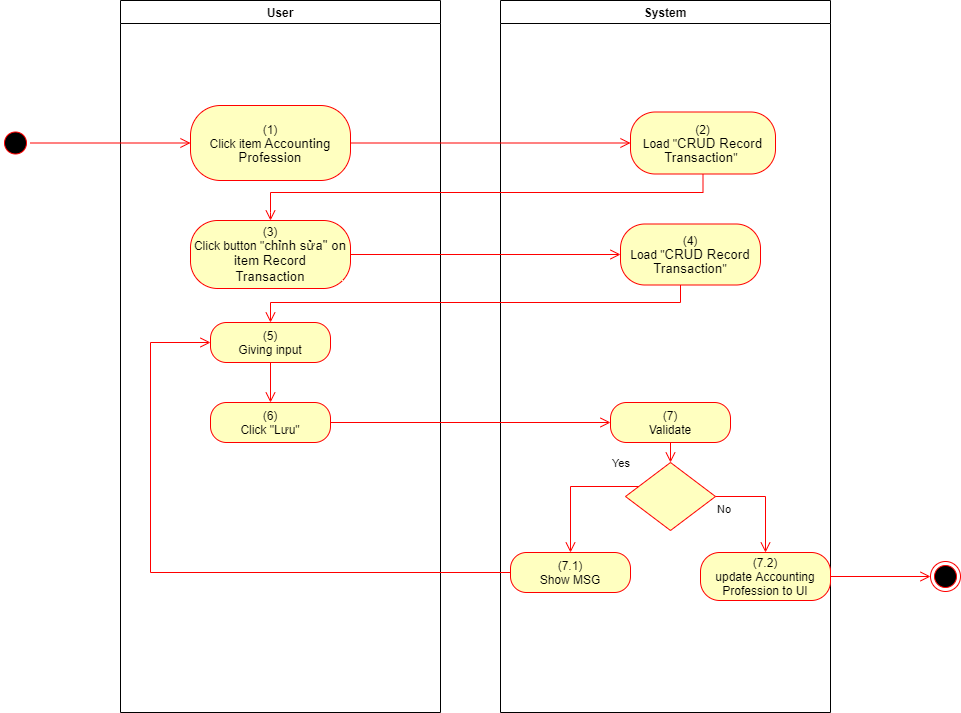 User
System
(1)
Click item Accounting
Profession
(2)
Load "CRUD Record
Transaction"
(3)
Click button "chỉnh sửa" on
item Record
Transaction
(4)
Load "CRUD Record
Transaction"
(5)
Giving input
(6)
Click "Lưu"
(7)
Validate
Yes
No
(7.1)
Show MSG
(7.2)
update Accounting
Profession to UI